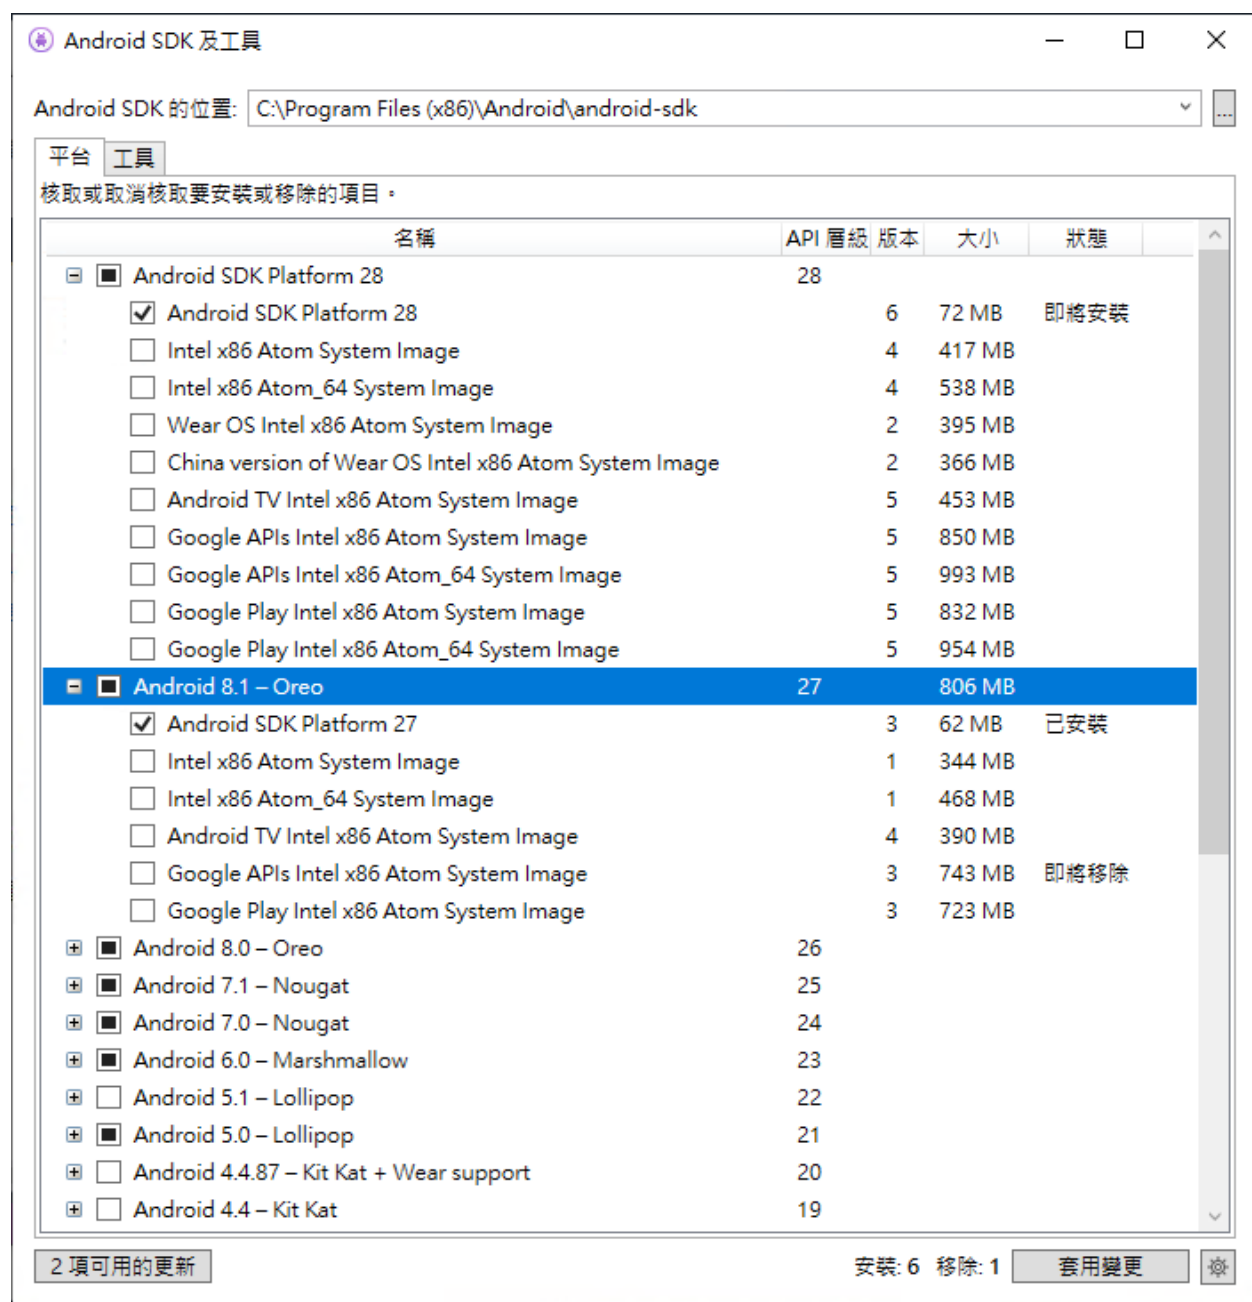 Android SDK 及工具
Android SDK 的位置: C:\Program Files (x86)\Android\android-sdk ...
平台 工具
核取或取消核取要安裝或移除的項目。
名稱 API 層級 版本 大小 狀態
Android SDK Platform 28 28
Android SDK Platform 28 6 72 MB 即將安裝
Intel x86 Atom System Image 4 417 MB
Intel x86 Atom_64 System Image 4 538 MB
Wear OS Intel x86 Atom System Image 2 395 MB
China version of Wear OS Intel x86 Atom System Image 2 366 MB
Android TV Intel x86 Atom System Image 5 453 MB
Google APIs Intel x86 Atom System Image 5 850 MB
Google APIs Intel x86 Atom_64 System Image 5 993 MB
Google Play Intel x86 Atom System Image 5 832 MB
Google Play Intel x86 Atom_64 System Image 5 954 MB
Android 8.1 – Oreo 27 806 MB
Android SDK Platform 27 3 62 MB 已安裝
Intel x86 Atom System Image 1 344 MB
Intel x86 Atom_64 System Image 1 468 MB
Android TV Intel x86 Atom System Image 4 390 MB
Google APIs Intel x86 Atom System Image 3 743 MB 即將移除
Google Play Intel x86 Atom System Image 3 723 MB
Android 8.0 – Oreo 26
Android 7.1 – Nougat 25
Android 7.0 – Nougat 24
Android 6.0 – Marshmallow 23
Android 5.1 – Lollipop 22
Android 5.0 – Lollipop 21
Android 4.4.87 – Kit Kat + Wear support 20
Android 4.4 – Kit Kat 19
2 項可用的更新 安裝: 6 移除: 1 套用變更